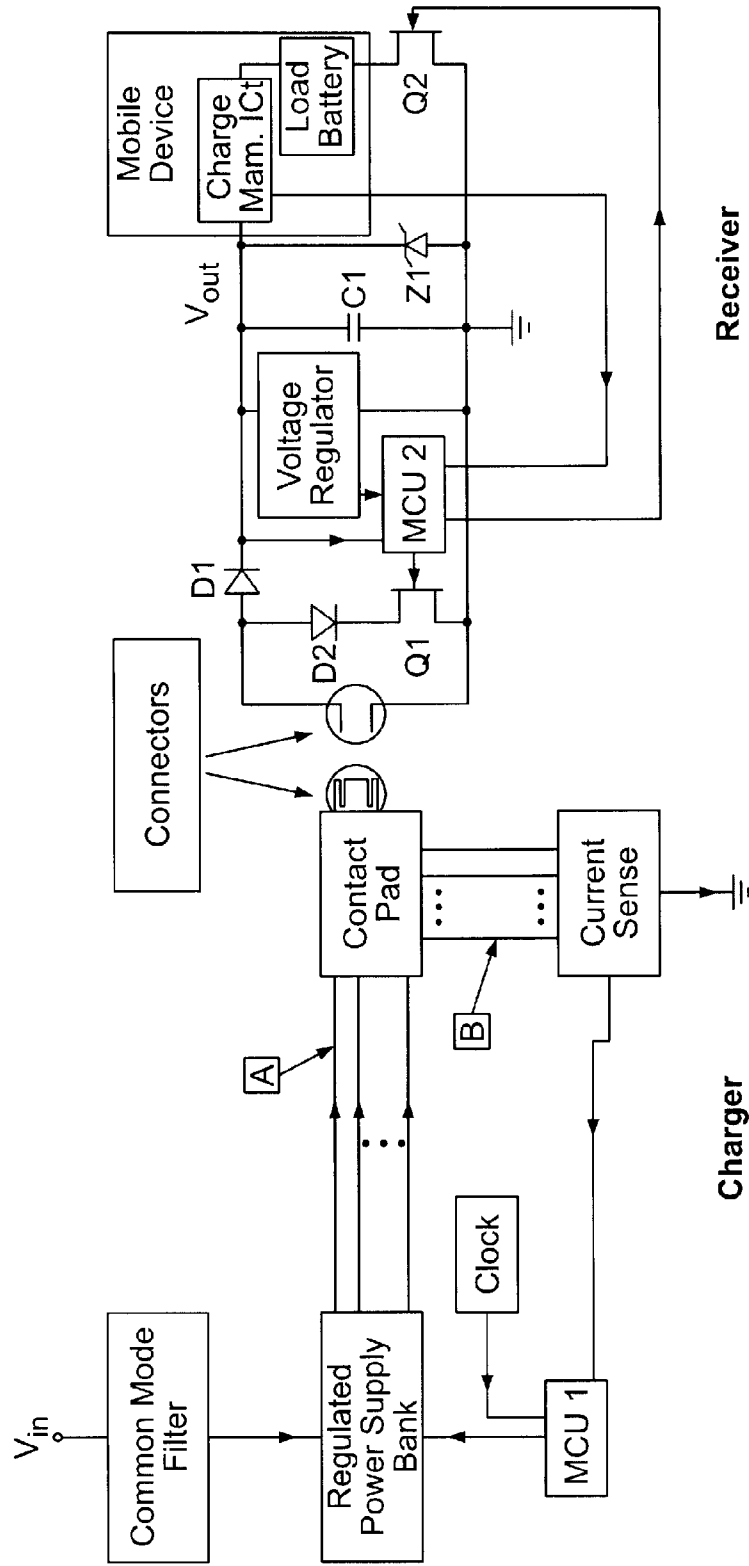 V_in
Common Mode
Filter
Regulated
Power Supply
Bank
MCU 1
Clock
A
B
Contact
Pad
Current
Sense
Connectors
Charger
D1
D2
Q1
Voltage
Regulator
MCU 2
C1
Z1
V_out
Mobile
Device
Charge
Mam. ICt
Load
Battery
Q2
Receiver